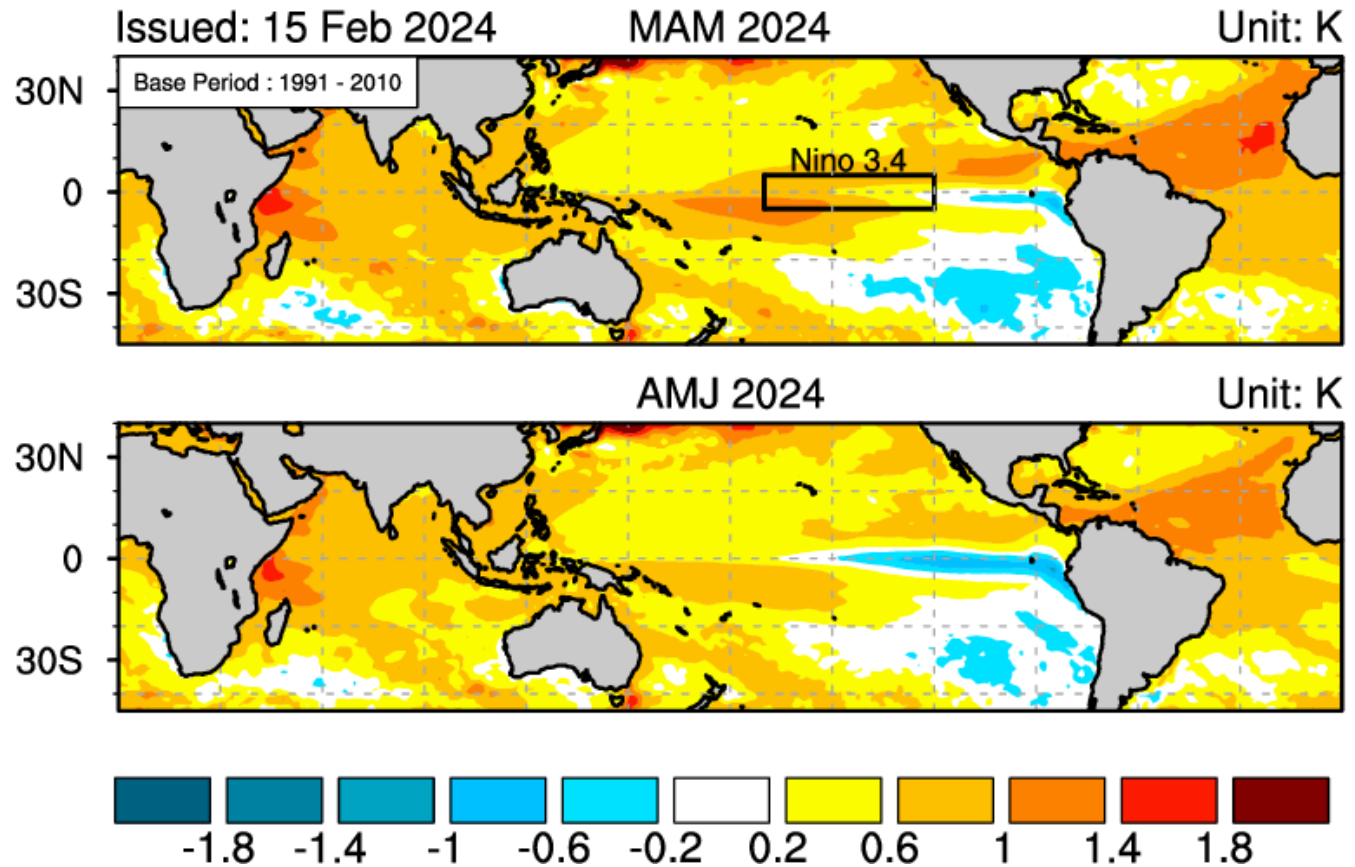 Issued: 15 Feb 2024 MAM 2024 Unit: K
Base Period : 1991 - 2010
30N
Nino 3.4
0
30S
AMJ 2024 Unit: K
30N
0
30S
-1.8 -1.4 -1 -0.6 -0.2 0.2 0.6 1 1.4 1.8